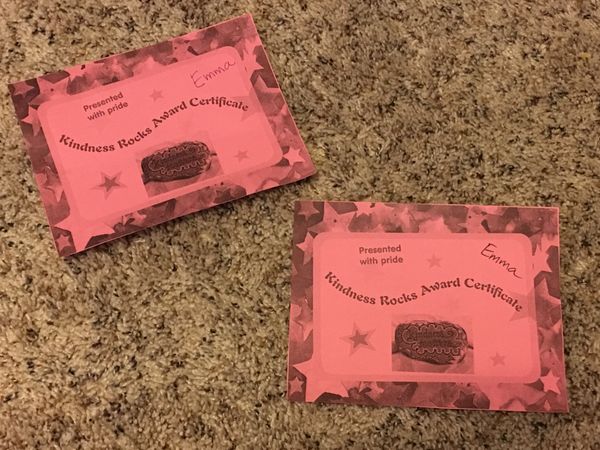 Presented
with pride
Emma
Kindness Rocks Award Certificate
Presented
with pride
Emma
Kindness Rocks Award Certificate